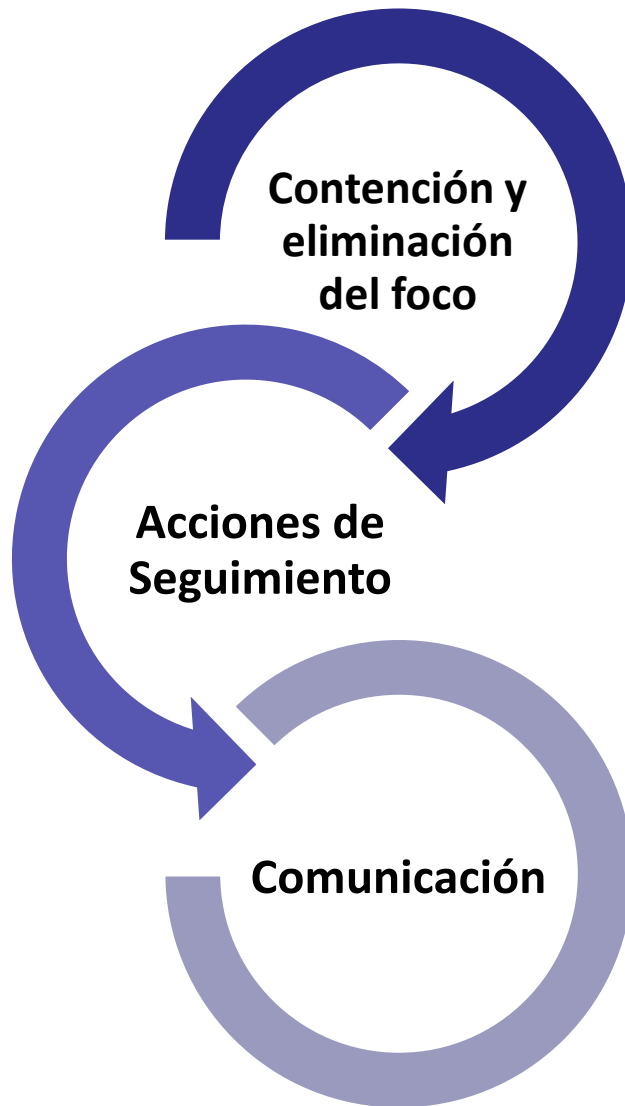 Contención y
eliminación
del foco
Acciones de
Seguimiento
Comunicación